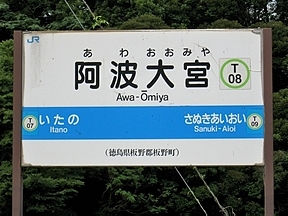 JR
あわおおみや
阿波大宮
T
08
Awa-Ōmiya
T
07
いたの
Itano
さぬきあいおい
Sanuki-Aioi
T
09
(徳島県板野郡板野町)